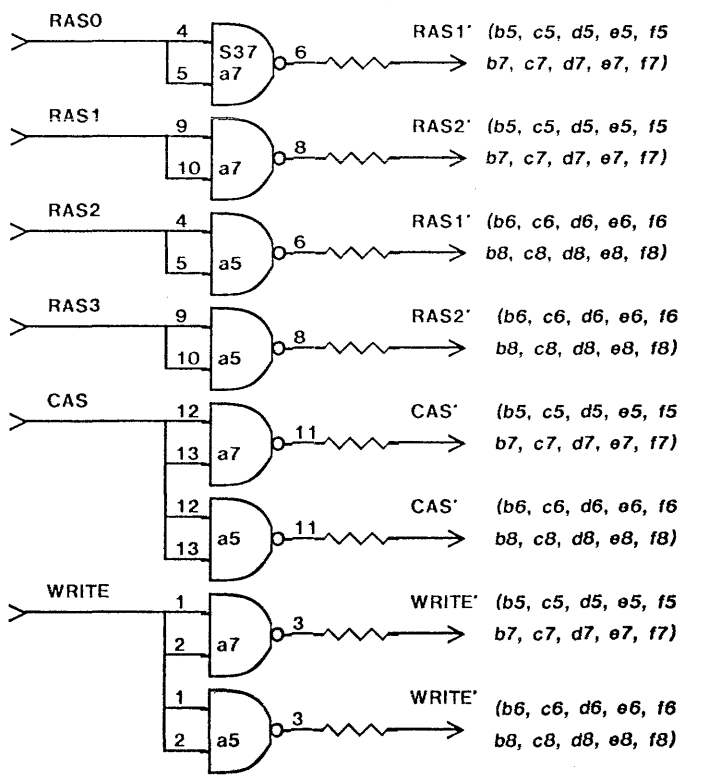 RAS0 4 6 RAS1' (b5, c5, d5, e5, f5
S37
5 a7 b7, c7, d7, e7, f7)
RAS1 9 8 RAS2' (b5, c5, d5, e5, f5
10 a7 b7, c7, d7, e7, f7)
RAS2 4 6 RAS1' (b6, c6, d6, e6, f6
5 a5 b8, c8, d8, e8, f8)
RAS3 9 8 RAS2' (b6, c6, d6, e6, f6
10 a5 b8, c8, d8, e8, f8)
CAS 12 11 CAS' (b5, c5, d5, e5, f5
13 a7 b7, c7, d7, e7, f7)
12 11 CAS' (b6, c6, d6, e6, f6
13 a5 b8, c8, d8, e8, f8)
WRITE 1 3 WRITE' (b5, c5, d5, e5, f5
2 a7 b7, c7, d7, e7, f7)
1 3 WRITE' (b6, c6, d6, e6, f6
2 a5 b8, c8, d8, e8, f8)